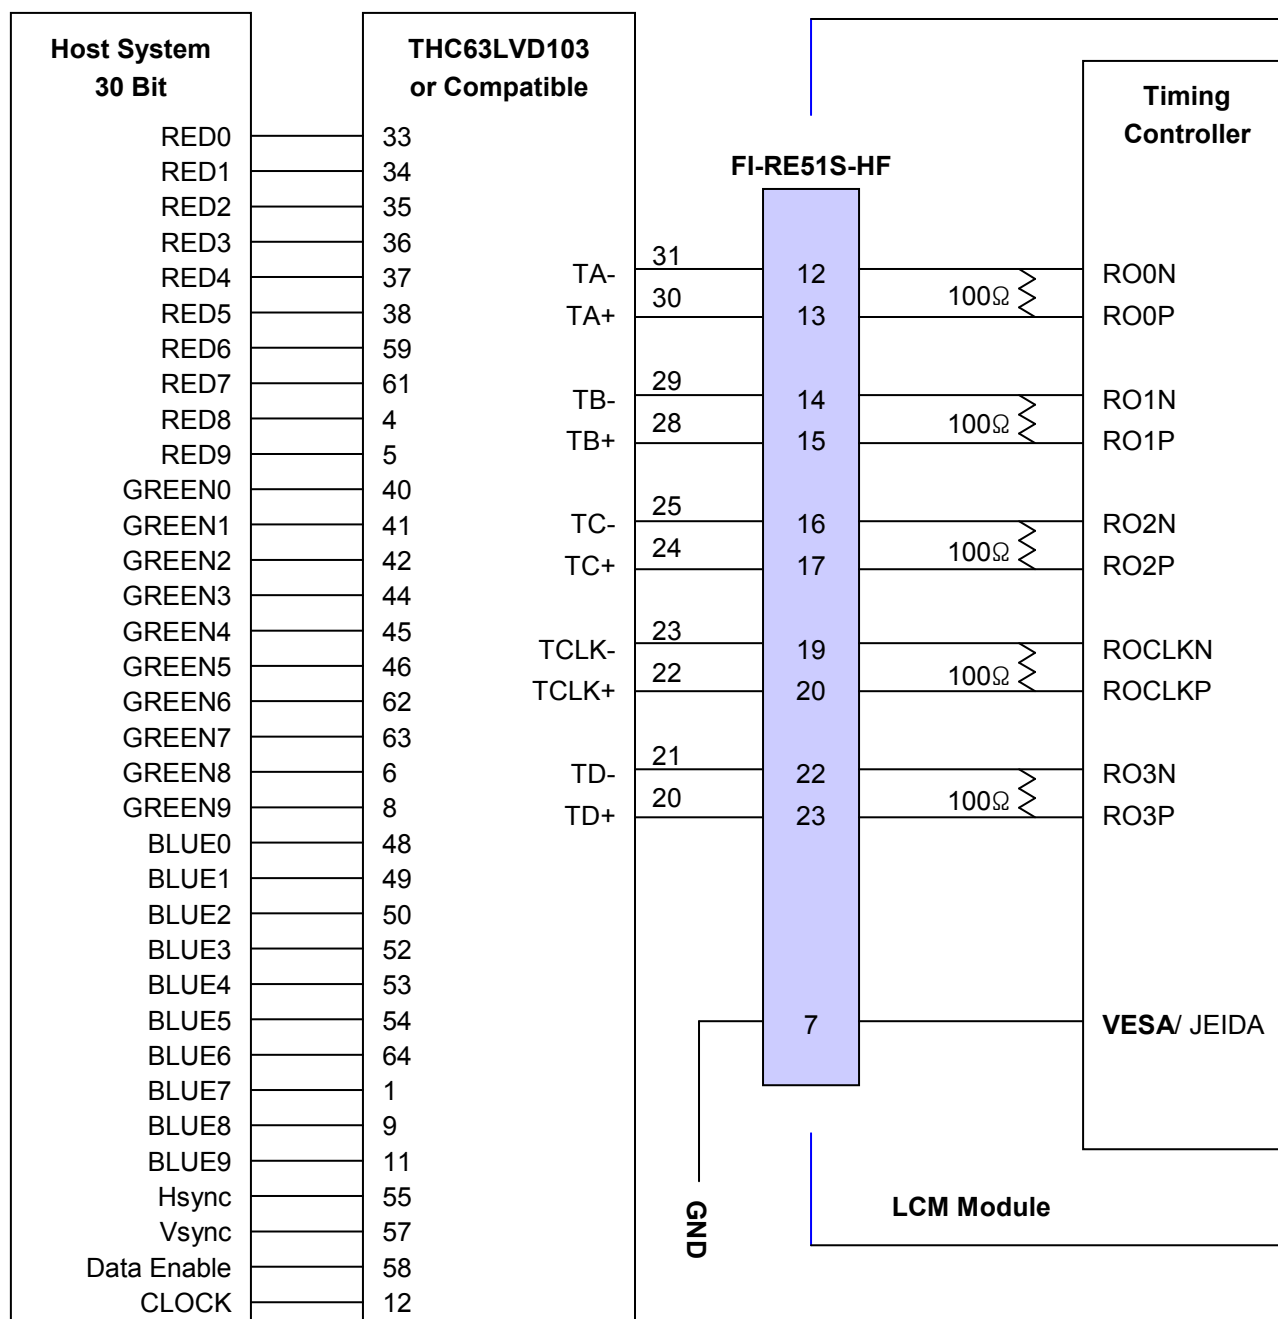 Host System
30 Bit
RED0
RED1
RED2
RED3
RED4
RED5
RED6
RED7
RED8
RED9
GREEN0
GREEN1
GREEN2
GREEN3
GREEN4
GREEN5
GREEN6
GREEN7
GREEN8
GREEN9
BLUE0
BLUE1
BLUE2
BLUE3
BLUE4
BLUE5
BLUE6
BLUE7
BLUE8
BLUE9
Hsync
Vsync
Data Enable
CLOCK
THC63LVD103
or Compatible
33
34
35
36
37
38
59
61
4
5
40
41
42
44
45
46
62
63
6
8
48
49
50
52
53
54
64
1
9
11
55
57
58
12
TA-
TA+
TB-
TB+
TC-
TC+
TCLK-
TCLK+
TD-
TD+
31
30
29
28
25
24
23
22
21
20
GND
FI-RE51S-HF
12
13
14
15
16
17
19
20
22
23
7
100Ω
100Ω
100Ω
100Ω
100Ω
LCM Module
Timing
Controller
RO0N
RO0P
RO1N
RO1P
RO2N
RO2P
ROCLKN
ROCLKP
RO3N
RO3P
VESA/ JEIDA